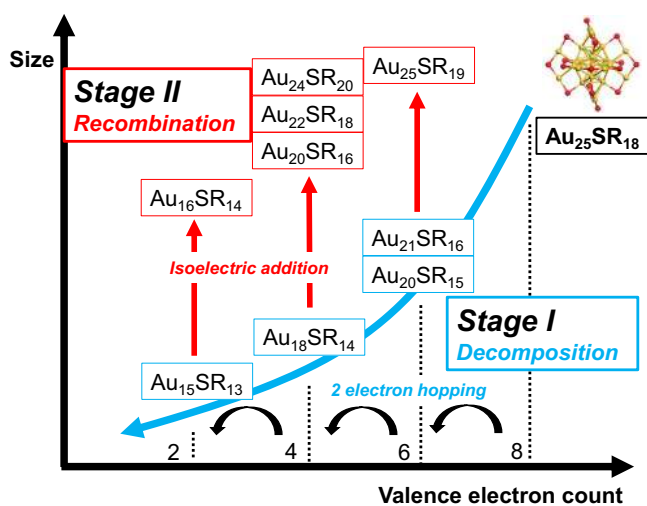 Size
Stage II
Recombination
Au₂₄SR₂₀
Au₂₂SR₁₈
Au₂₀SR₁₆
Au₂₅SR₁₉
Au₂₅SR₁₈
Au₁₆SR₁₄
Isoelectric addition
Au₂₁SR₁₆
Au₂₀SR₁₅
Stage I
Decomposition
Au₁₈SR₁₄
Au₁₅SR₁₃
2 electron hopping
2 4 6 8
Valence electron count